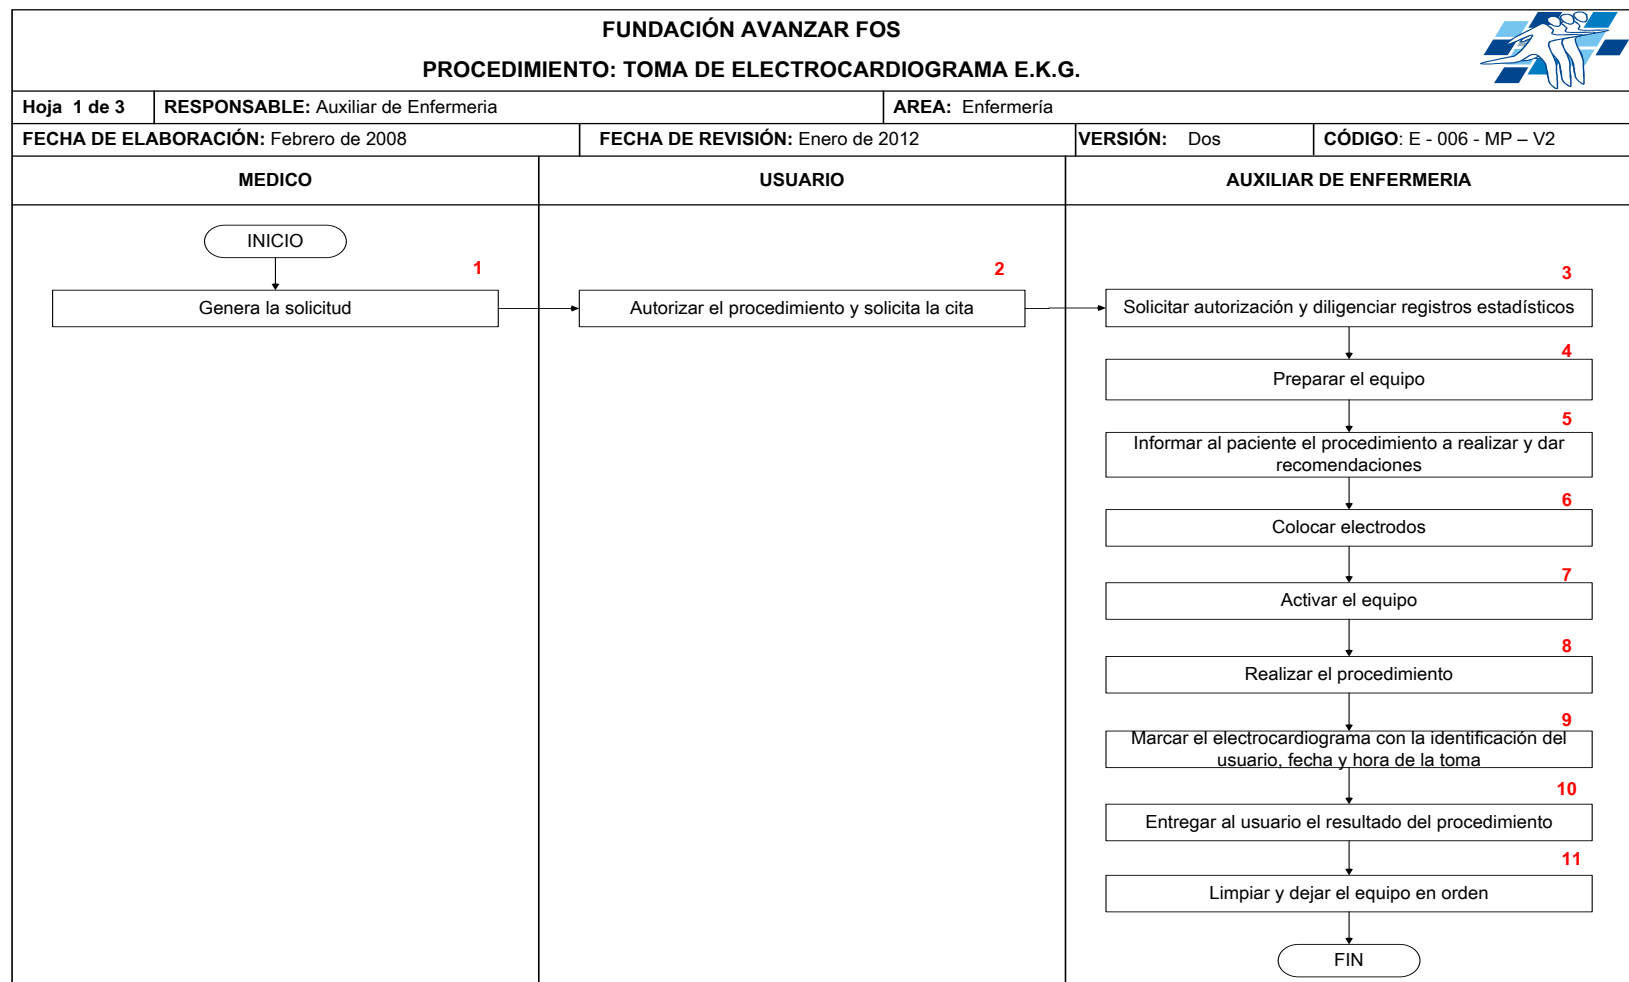 FUNDACIÓN AVANZAR FOS
PROCEDIMIENTO: TOMA DE ELECTROCARDIOGRAMA E.K.G.
Hoja 1 de 3 RESPONSABLE: Auxiliar de Enfermeria AREA: Enfermería
FECHA DE ELABORACIÓN: Febrero de 2008 FECHA DE REVISIÓN: Enero de 2012 VERSIÓN: Dos CÓDIGO: E - 006 - MP – V2
MEDICO USUARIO AUXILIAR DE ENFERMERIA
INICIO
1
Genera la solicitud
2
Autorizar el procedimiento y solicita la cita
3
Solicitar autorización y diligenciar registros estadísticos
4
Preparar el equipo
5
Informar al paciente el procedimiento a realizar y dar
recomendaciones
6
Colocar electrodos
7
Activar el equipo
8
Realizar el procedimiento
9
Marcar el electrocardiograma con la identificación del
usuario, fecha y hora de la toma
10
Entregar al usuario el resultado del procedimiento
11
Limpiar y dejar el equipo en orden
FIN